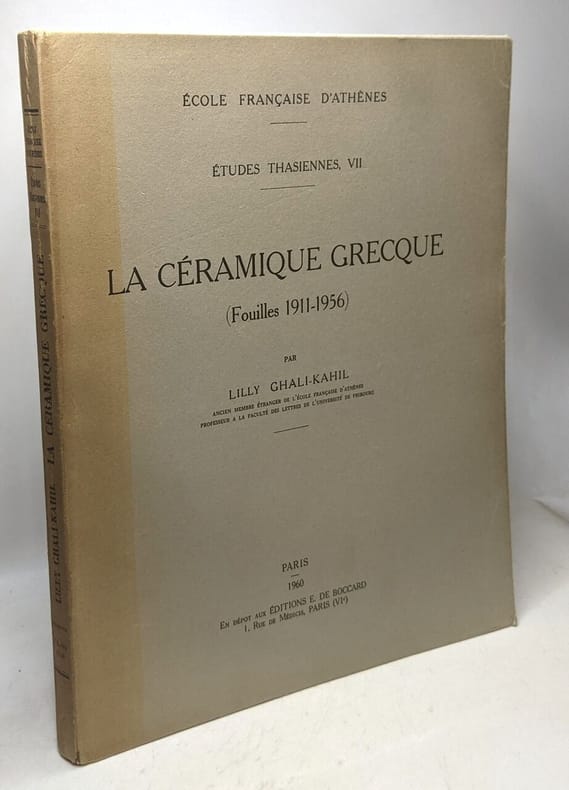 ÉCOLE FRANÇAISE D'ATHÈNES
ÉTUDES THASIENNES, VII
LA CÉRAMIQUE GRECQUE
(Fouilles 1911-1956)
PAR
LILLY GHALI-KAHIL
ANCIEN MEMBRE ÉTRANGER DE L'ÉCOLE FRANÇAISE D'ATHÈNES
PROFESSEUR A LA FACULTÉ DES LETTRES DE L'UNIVERSITÉ DE FRIBOURG
PARIS
1960
EN DÉPOT AUX ÉDITIONS E. DE BOCCARD
1, RUE DE MÉDICIS, PARIS (VIe)
LILLY GHALI-KAHIL LA CÉRAMIQUE GRECQUE